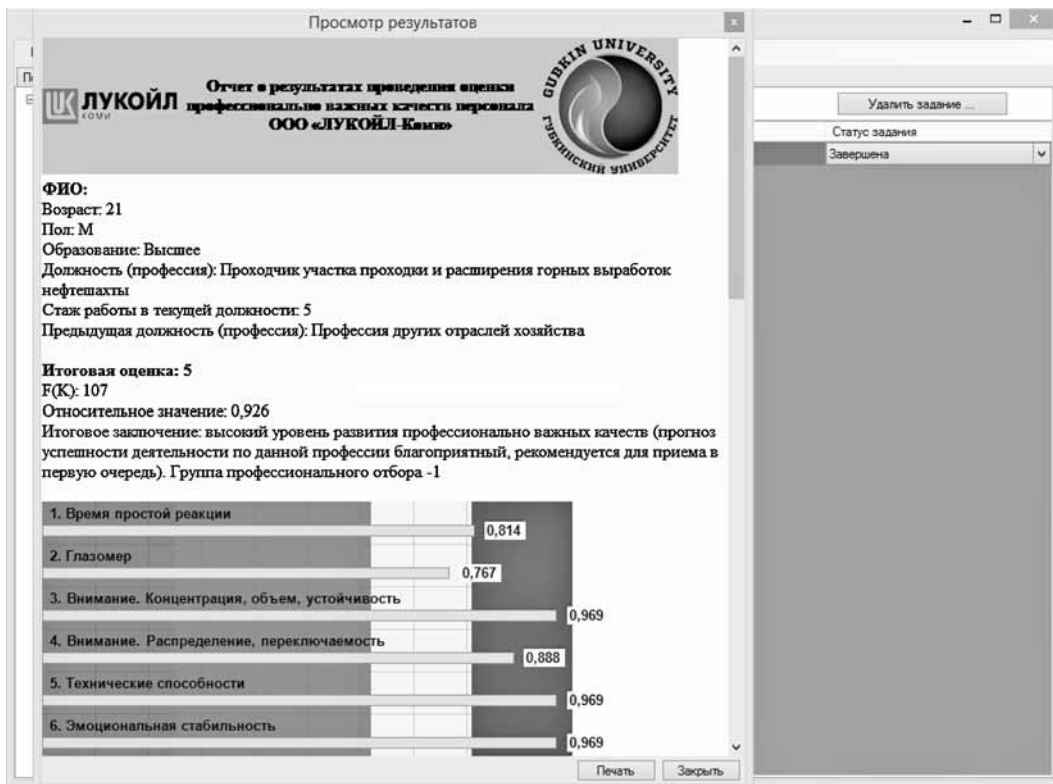 Просмотр результатов
x
ЛУКОЙЛ
КОМИ
Отчет о результатах проведения оценки
профессионально важных качеств персонала
ООО «ЛУКОЙЛ-Коми»
GUBKIN UNIVERSITY
ГУБКИНСКИЙ УНИВЕРСИТЕТ
Удалить задание ...
Статус задания
Завершена
ФИО:
Возраст: 21
Пол: М
Образование: Высшее
Должность (профессия): Проходчик участка проходки и расширения горных выработок
нефтешахты
Стаж работы в текущей должности: 5
Предыдущая должность (профессия): Профессия других отраслей хозяйства
Итоговая оценка: 5
F(K): 107
Относительное значение: 0,926
Итоговое заключение: высокий уровень развития профессионально важных качеств (прогноз
успешности деятельности по данной профессии благоприятный, рекомендуется для приема в
первую очередь). Группа профессионального отбора -1
1. Время простой реакции
0,814
2. Глазомер
0,767
3. Внимание. Концентрация, объем, устойчивость
0,969
4. Внимание. Распределение, переключаемость
0,888
5. Технические способности
0,969
6. Эмоциональная стабильность
0,969
Печать
Закрыть